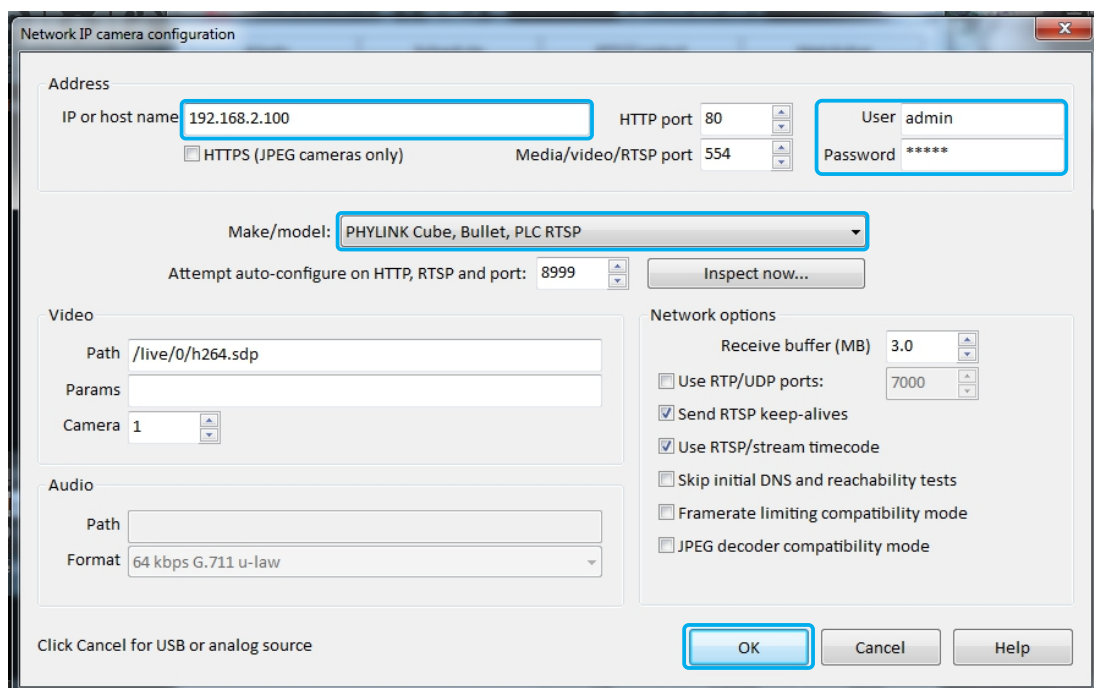 Network IP camera configuration
Address
IP or host name 192.168.2.100 HTTP port 80 User admin
HTTPS (JPEG cameras only) Media/video/RTSP port 554 Password *****
Make/model: PHYLINK Cube, Bullet, PLC RTSP
Attempt auto-configure on HTTP, RTSP and port: 8999 Inspect now...
Video
Path /live/0/h264.sdp
Params
Camera 1
Audio
Path
Format 64 kbps G.711 u-law
Network options
Receive buffer (MB) 3.0
Use RTP/UDP ports: 7000
Send RTSP keep-alives
Use RTSP/stream timecode
Skip initial DNS and reachability tests
Framerate limiting compatibility mode
JPEG decoder compatibility mode
Click Cancel for USB or analog source OK Cancel Help